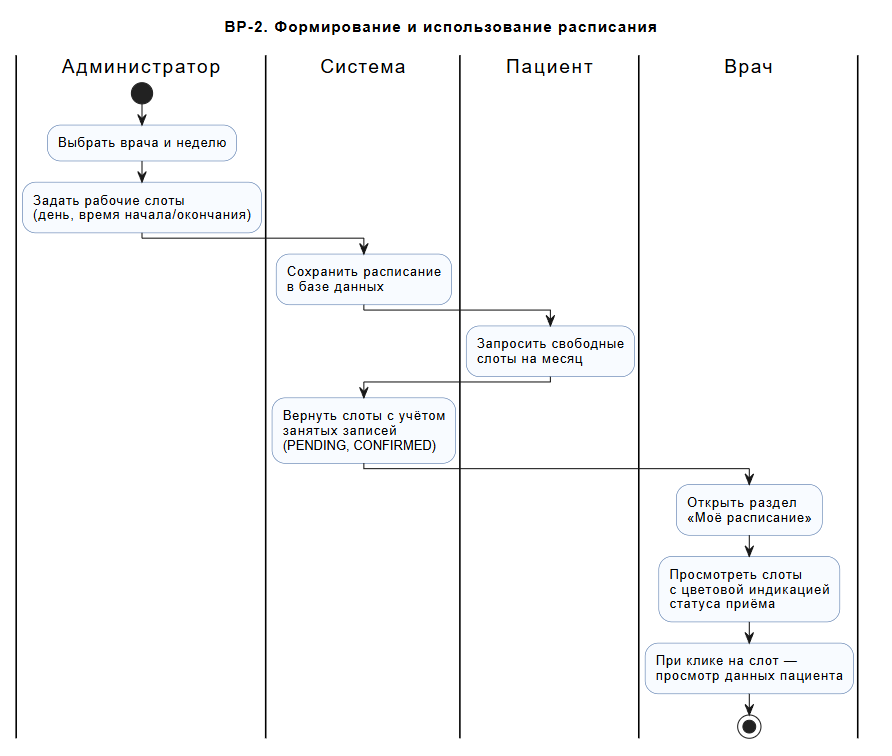 BP-2. Формирование и использование расписания
Администратор
Система
Пациент
Врач
Выбрать врача и неделю
Задать рабочие слоты
(день, время начала/окончания)
Сохранить расписание
в базе данных
Запросить свободные
слоты на месяц
Вернуть слоты с учётом
занятых записей
(PENDING, CONFIRMED)
Открыть раздел
«Моё расписание»
Просмотреть слоты
с цветовой индикацией
статуса приёма
При клике на слот —
просмотр данных пациента